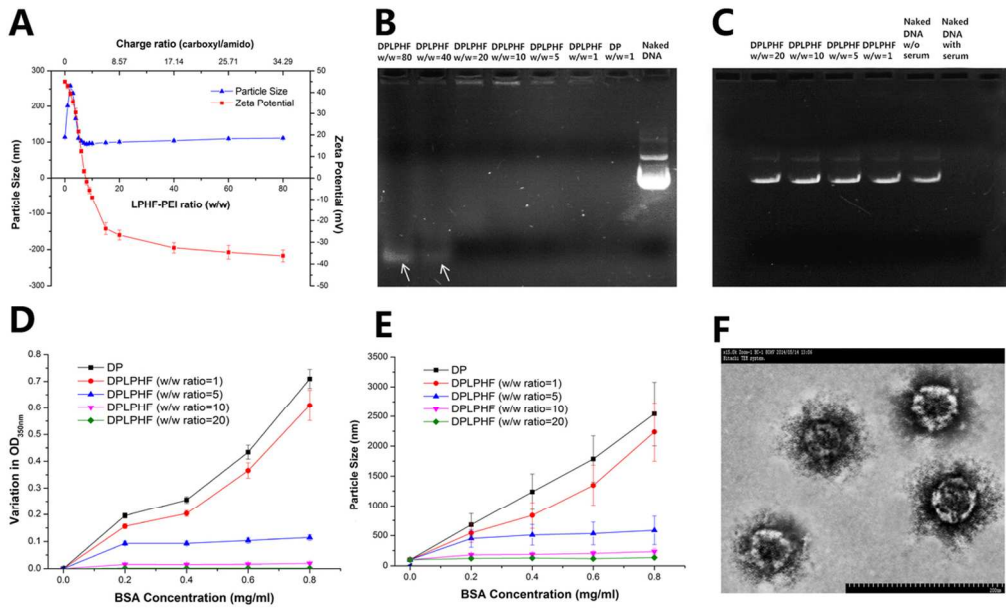 A
Charge ratio (carboxyl/amido)
0 8.57 17.14 25.71 34.29
300
200
100
0
-100
-200
-300
Particle Size (nm)
Particle Size
Zeta Potential
50
40
30
20
10
0
-10
-20
-30
-40
-50
Zeta Potential (mV)
0 20 40 60 80
LPHF-PEI ratio (w/w)
B
DPLPHF w/w=80
DPLPHF w/w=40
DPLPHF w/w=20
DPLPHF w/w=10
DPLPHF w/w=5
DPLPHF w/w=1
DP w/w=1
Naked DNA
C
DPLPHF w/w=20
DPLPHF w/w=10
DPLPHF w/w=5
DPLPHF w/w=1
Naked DNA w/o serum
Naked DNA with serum
D
Variation in OD350nm
0.8
0.7
0.6
0.5
0.4
0.3
0.2
0.1
0.0
DP
DPLPHF (w/w ratio=1)
DPLPHF (w/w ratio=5)
DPLPHF (w/w ratio=10)
DPLPHF (w/w ratio=20)
0.0 0.2 0.4 0.6 0.8
BSA Concentration (mg/ml)
E
Particle Size (nm)
3500
3000
2500
2000
1500
1000
500
0
DP
DPLPHF (w/w ratio=1)
DPLPHF (w/w ratio=5)
DPLPHF (w/w ratio=10)
DPLPHF (w/w ratio=20)
0.0 0.2 0.4 0.6 0.8
BSA Concentration (mg/ml)
F
Hitachi TEM system.